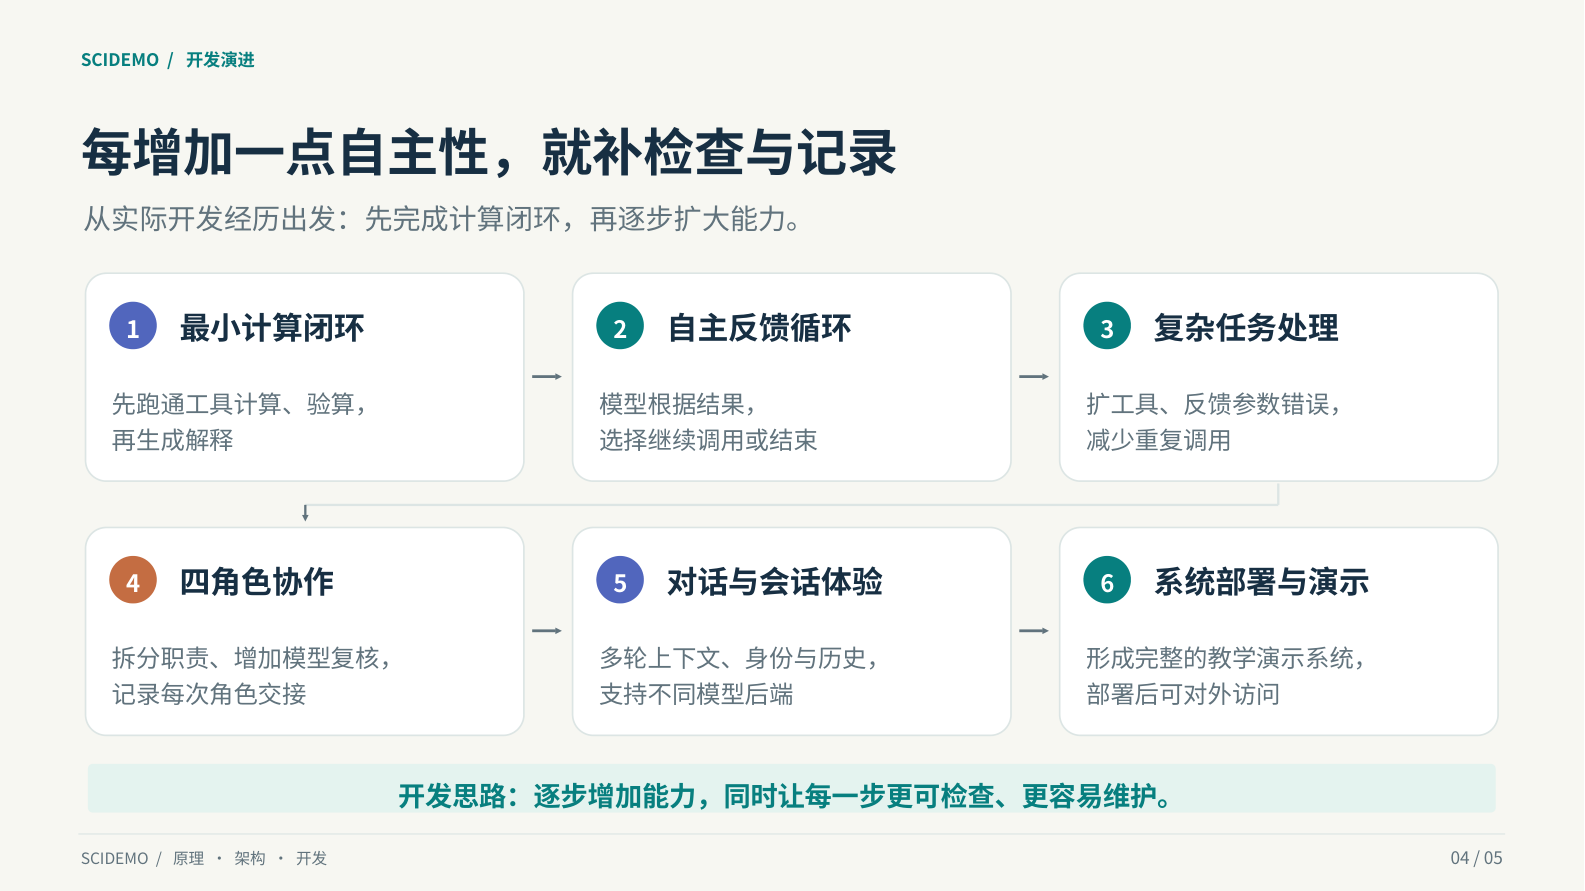 SCIDEMO / 开发演进
每增加一点自主性，就补检查与记录
从实际开发经历出发：先完成计算闭环，再逐步扩大能力。
1 最小计算闭环
先跑通工具计算、验算，
再生成解释
2 自主反馈循环
模型根据结果，
选择继续调用或结束
3 复杂任务处理
扩工具、反馈参数错误，
减少重复调用
4 四角色协作
拆分职责、增加模型复核，
记录每次角色交接
5 对话与会话体验
多轮上下文、身份与历史，
支持不同模型后端
6 系统部署与演示
形成完整的教学演示系统，
部署后可对外访问
开发思路：逐步增加能力，同时让每一步更可检查、更容易维护。
SCIDEMO / 原理 · 架构 · 开发
04 / 05